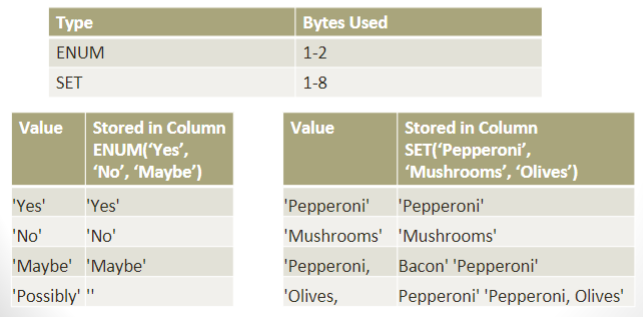 Type Bytes Used
ENUM 1-2
SET 1-8
Value Stored in Column
ENUM(‘Yes’,
‘No’, ‘Maybe’)
'Yes' 'Yes'
'No' 'No'
'Maybe' 'Maybe'
'Possibly' ''
Value Stored in Column
SET(‘Pepperoni’,
‘Mushrooms’, ‘Olives’)
'Pepperoni' 'Pepperoni'
'Mushrooms' 'Mushrooms'
'Pepperoni, Bacon' 'Pepperoni'
'Olives, Pepperoni' 'Pepperoni, Olives'